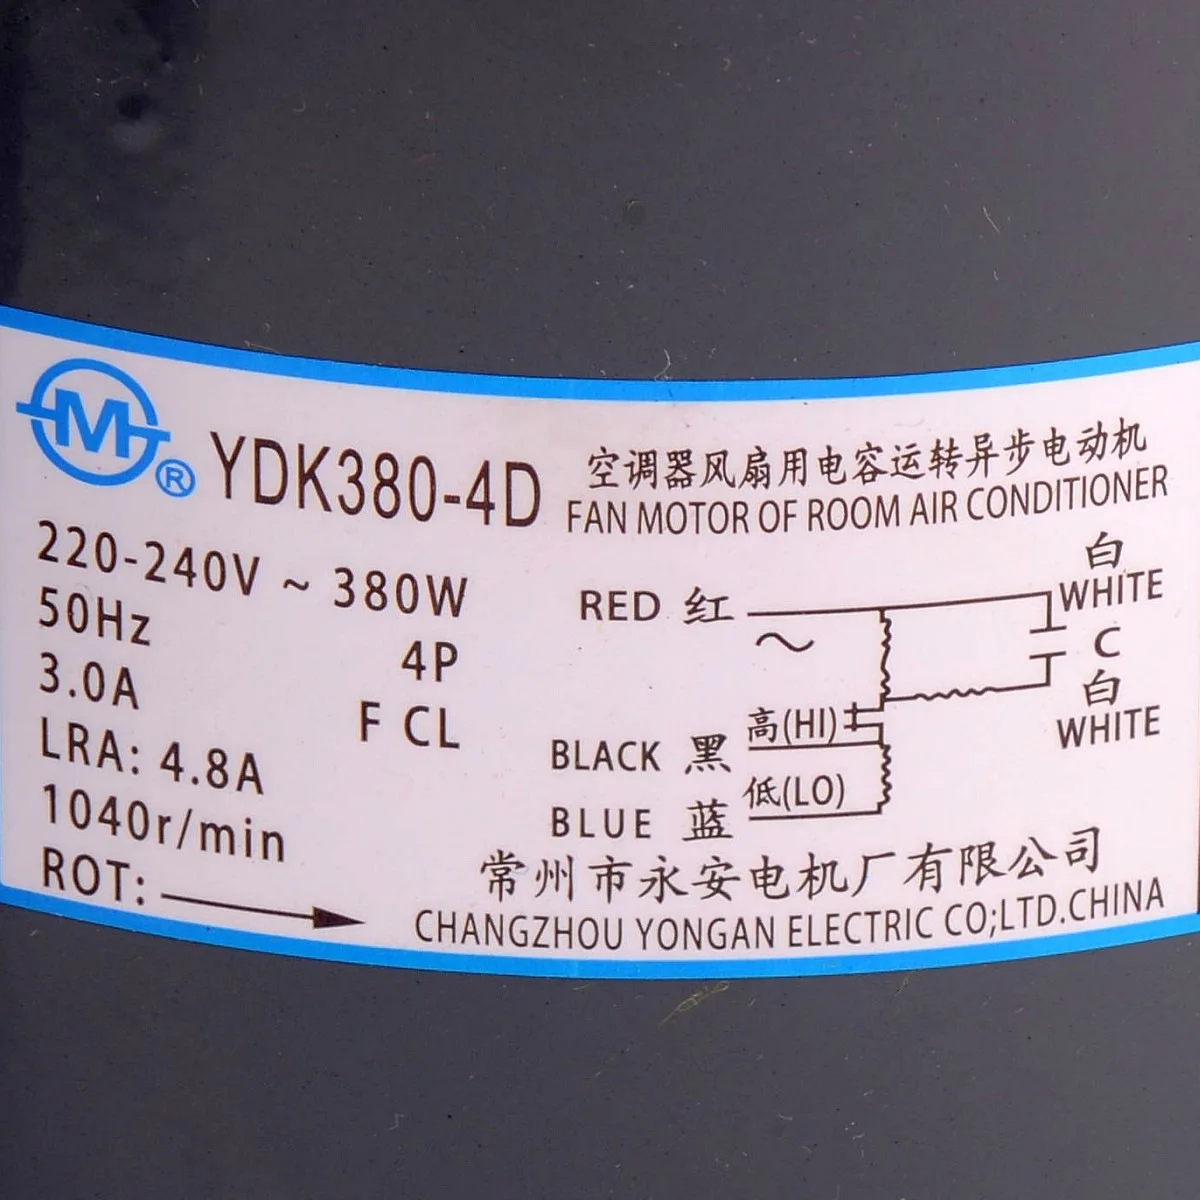 M ®
YDK380-4D
空调器风扇用电容运转异步电动机
FAN MOTOR OF ROOM AIR CONDITIONER
220-240V ~ 380W
50Hz 4P
3.0A F CL
LRA: 4.8A
1040r/min
ROT:
RED 红
~
白
WHITE
C
白
WHITE
高(HI)
BLACK 黑
低(LO)
BLUE 蓝
常州市永安电机厂有限公司
CHANGZHOU YONGAN ELECTRIC CO;LTD.CHINA